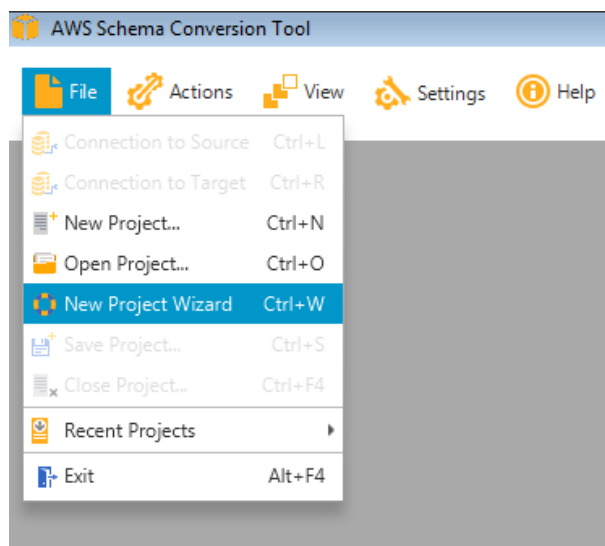 AWS Schema Conversion Tool
File Actions View Settings Help
Connection to Source Ctrl+L
Connection to Target Ctrl+R
New Project... Ctrl+N
Open Project... Ctrl+O
New Project Wizard Ctrl+W
Save Project... Ctrl+S
Close Project... Ctrl+F4
Recent Projects
Exit Alt+F4